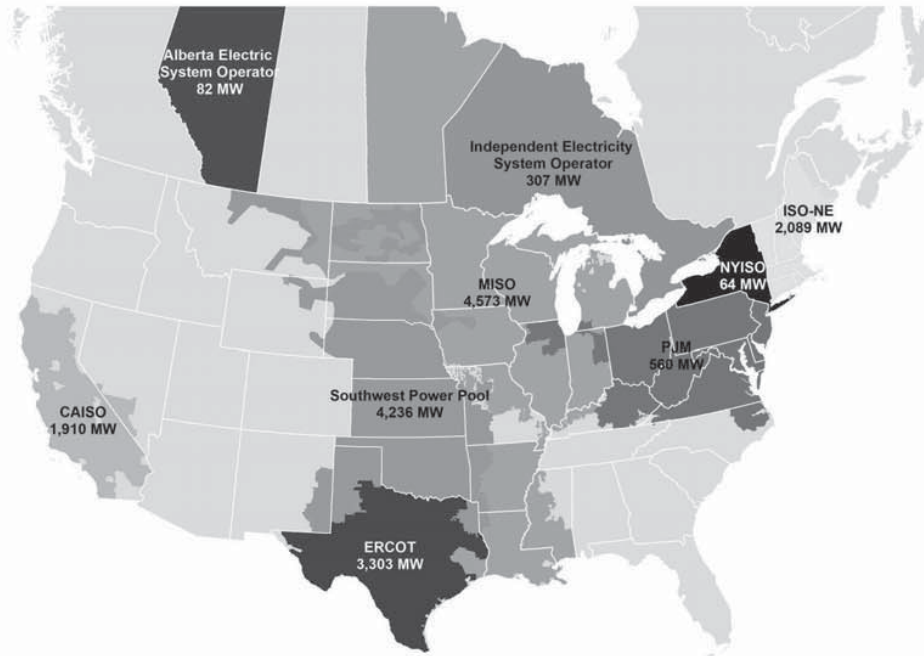 Alberta Electric
System Operator
82 MW
Independent Electricity
System Operator
307 MW
ISO-NE
2,089 MW
NYISO
64 MW
MISO
4,573 MW
PJM
560 MW
Southwest Power Pool
4,236 MW
CAISO
1,910 MW
ERCOT
3,303 MW